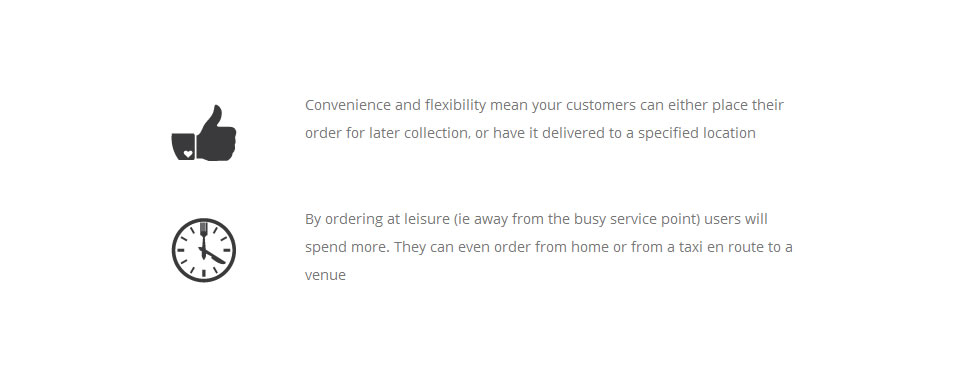 Convenience and flexibility mean your customers can either place their
order for later collection, or have it delivered to a specified location
By ordering at leisure (ie away from the busy service point) users will
spend more. They can even order from home or from a taxi en route to a
venue